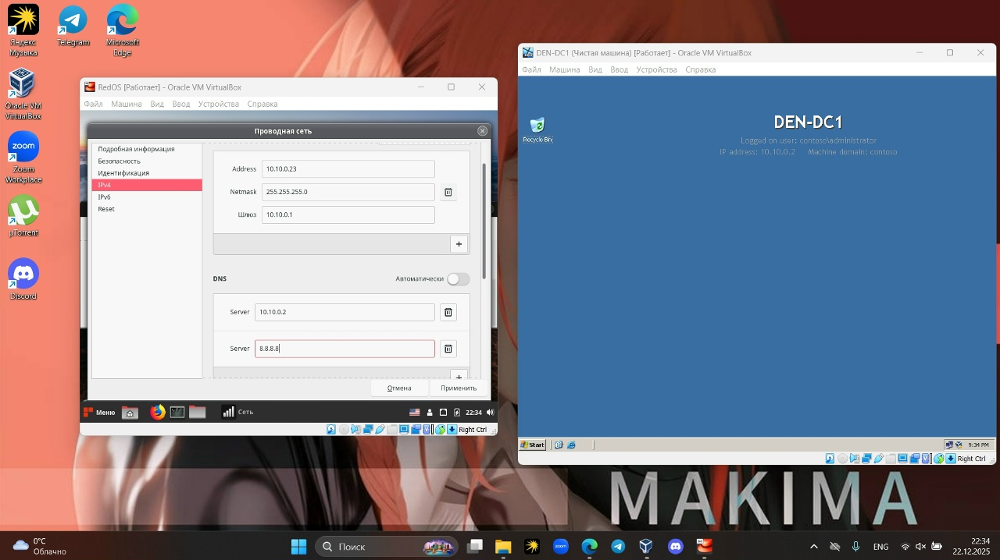 Яндекс
Музыка
Telegram
Microsoft
Edge
Oracle VM
VirtualBox
zoom
Zoom
Workplace
µTorrent
Discord
RedOS [Работает] - Oracle VM VirtualBox
Файл Машина Вид Ввод Устройства Справка
Проводная сеть
Подробная информация
Безопасность
Идентификация
IPv4
IPv6
Reset
Address 10.10.0.23
Netmask 255.255.255.0
Шлюз 10.10.0.1
+
DNS Автоматически
Server 10.10.0.2
Server 8.8.8.8
+
Отмена Применить
Меню Сеть 22:34
Right Ctrl
DEN-DC1 (Чистая машина) [Работает] - Oracle VM VirtualBox
Файл Машина Вид Ввод Устройства Справка
Recycle Bin
DEN-DC1
Logged on user: contoso\administrator
IP address: 10.10.0.2 Machine domain: contoso
Start 9:34 PM
Right Ctrl
MAKIMA
0°C
Облачно
Поиск
zoom
ENG
22:34
22.12.2025